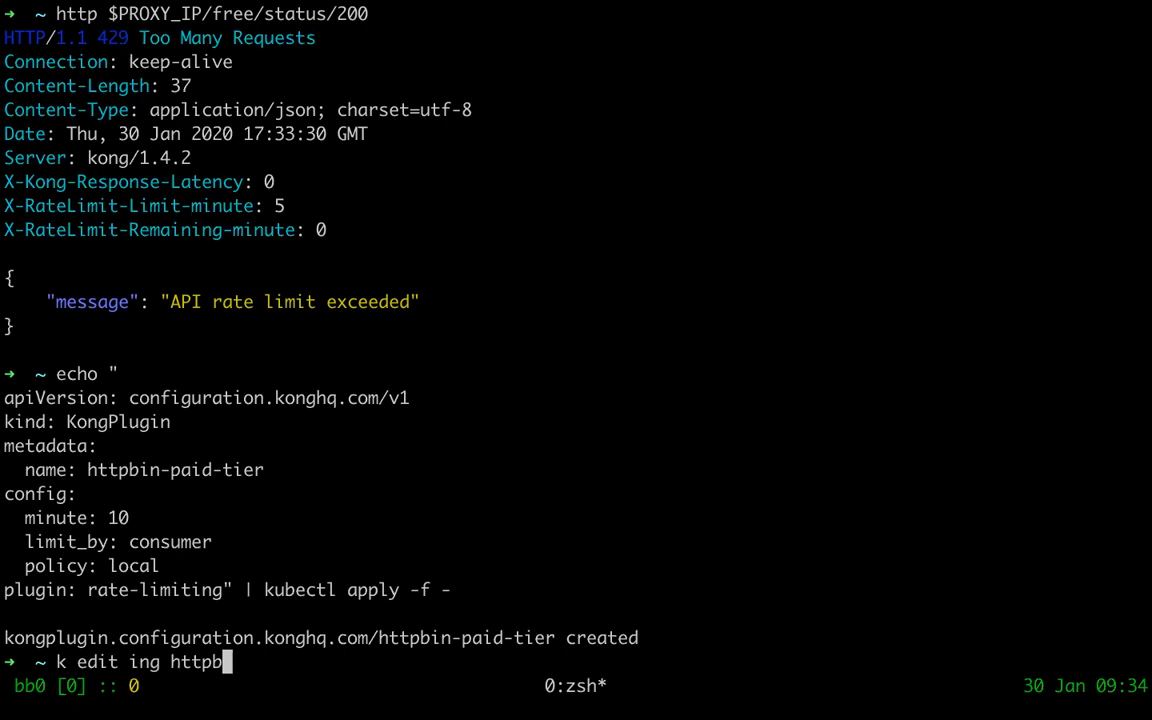 ➜  ~ http $PROXY_IP/free/status/200
HTTP/1.1 429 Too Many Requests
Connection: keep-alive
Content-Length: 37
Content-Type: application/json; charset=utf-8
Date: Thu, 30 Jan 2020 17:33:30 GMT
Server: kong/1.4.2
X-Kong-Response-Latency: 0
X-RateLimit-Limit-minute: 5
X-RateLimit-Remaining-minute: 0

{
    "message": "API rate limit exceeded"
}

➜  ~ echo "
apiVersion: configuration.konghq.com/v1
kind: KongPlugin
metadata:
  name: httpbin-paid-tier
config:
  minute: 10
  limit_by: consumer
  policy: local
plugin: rate-limiting" | kubectl apply -f -

kongplugin.configuration.konghq.com/httpbin-paid-tier created
➜  ~ k edit ing httpb
bb0 [0] :: 0 0:zsh* 30 Jan 09:34